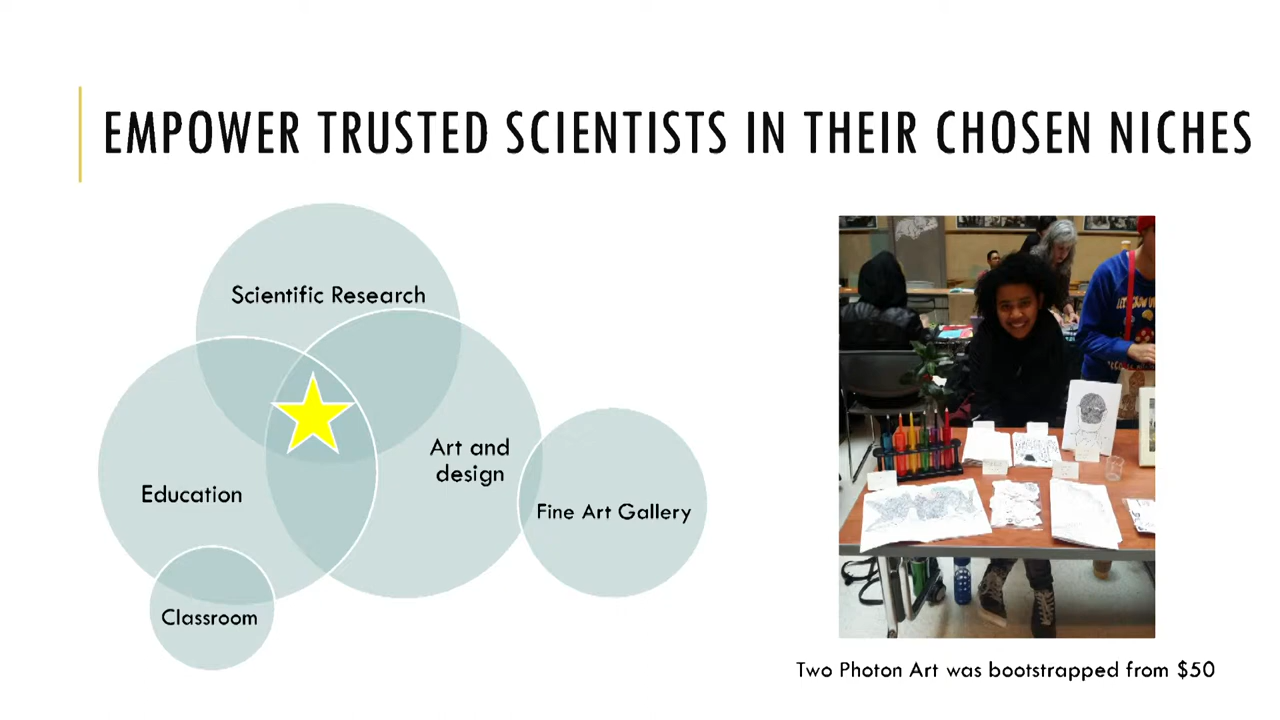 EMPOWER TRUSTED SCIENTISTS IN THEIR CHOSEN NICHES
Scientific Research
Art and
design
Education
Fine Art Gallery
Classroom
Two Photon Art was bootstrapped from $50